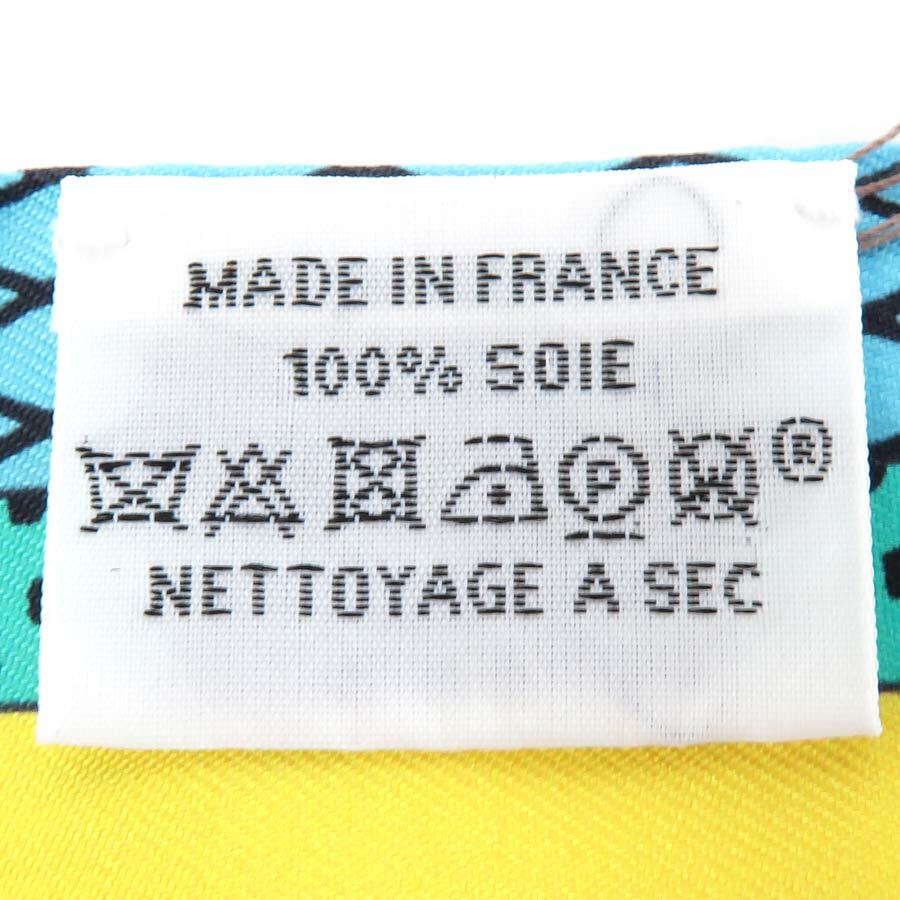 MADE IN FRANCE
100% SOIE
P W ®
NETTOYAGE A SEC